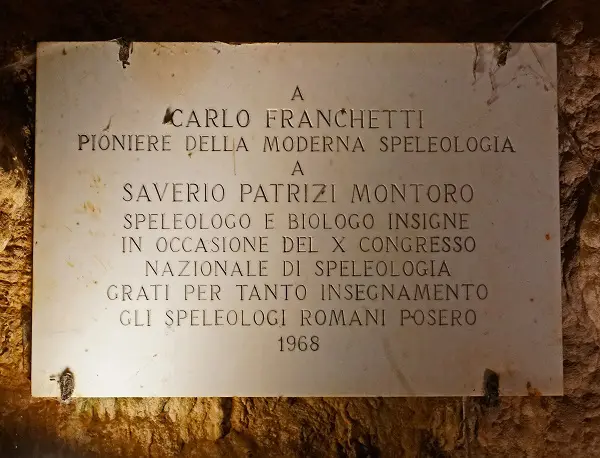 A
CARLO FRANCHETTI
PIONIERE DELLA MODERNA SPELEOLOGIA
A
SAVERIO PATRIZI MONTORO
SPELEOLOGO E BIOLOGO INSIGNE
IN OCCASIONE DEL X CONGRESSO
NAZIONALE DI SPELEOLOGIA
GRATI PER TANTO INSEGNAMENTO
GLI SPELEOLOGI ROMANI POSERO
1968